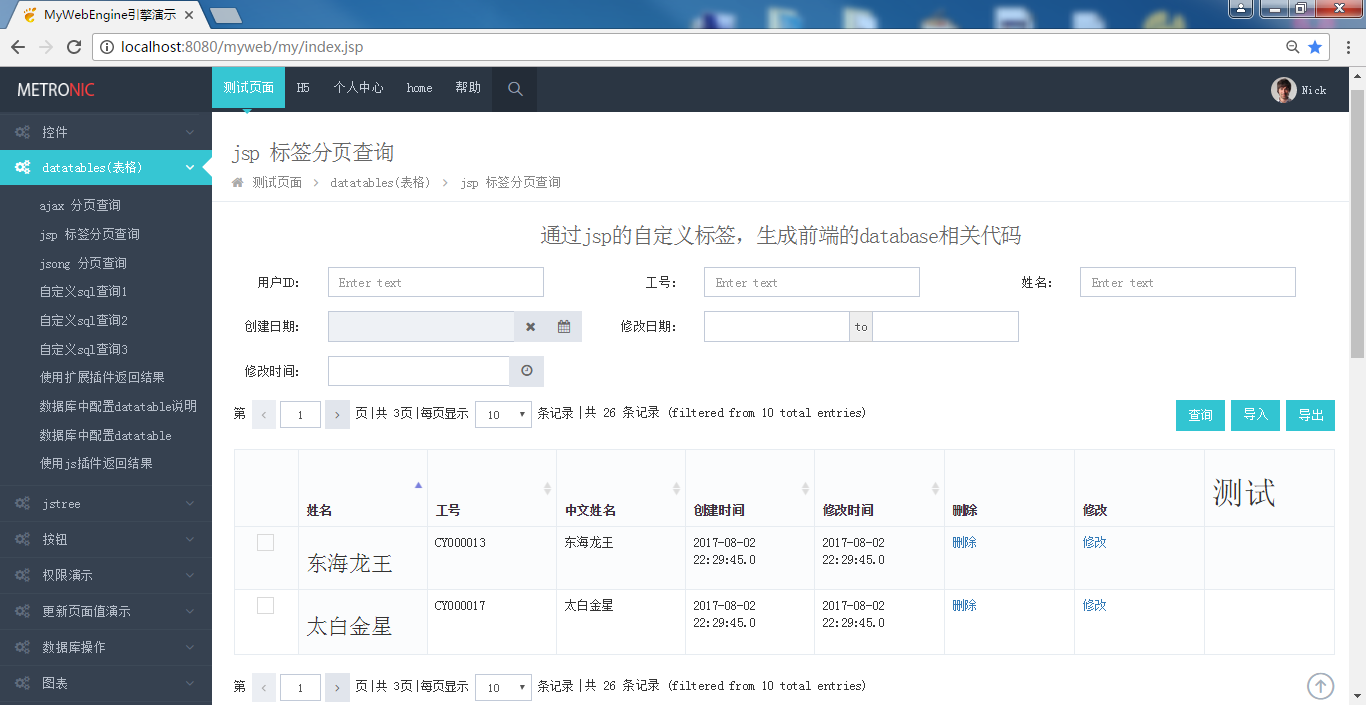 MyWebEngine引擎演示
localhost:8080/myweb/my/index.jsp
METRONIC
测试页面 H5 个人中心 home 帮助
Nick
控件
datatables(表格)
ajax 分页查询
jsp 标签分页查询
jsong 分页查询
自定义sql查询1
自定义sql查询2
自定义sql查询3
使用扩展插件返回结果
数据库中配置datatable说明
数据库中配置datatable
使用js插件返回结果
jstree
按钮
权限演示
更新页面值演示
数据库操作
图表
jsp 标签分页查询
测试页面 > datatables(表格) > jsp 标签分页查询
通过jsp的自定义标签，生成前端的database相关代码
用户ID: Enter text 工号: Enter text 姓名: Enter text
创建日期: 修改日期: to
修改时间:
第 < 1 > 页|共 3页|每页显示 10 条记录 |共 26 条记录 (filtered from 10 total entries)
查询 导入 导出
姓名 工号 中文姓名 创建时间 修改时间 删除 修改 测试
东海龙王 CY000013 东海龙王 2017-08-02 22:29:45.0 2017-08-02 22:29:45.0 删除 修改
太白金星 CY000017 太白金星 2017-08-02 22:29:45.0 2017-08-02 22:29:45.0 删除 修改
第 < 1 > 页|共 3页|每页显示 10 条记录 |共 26 条记录 (filtered from 10 total entries)